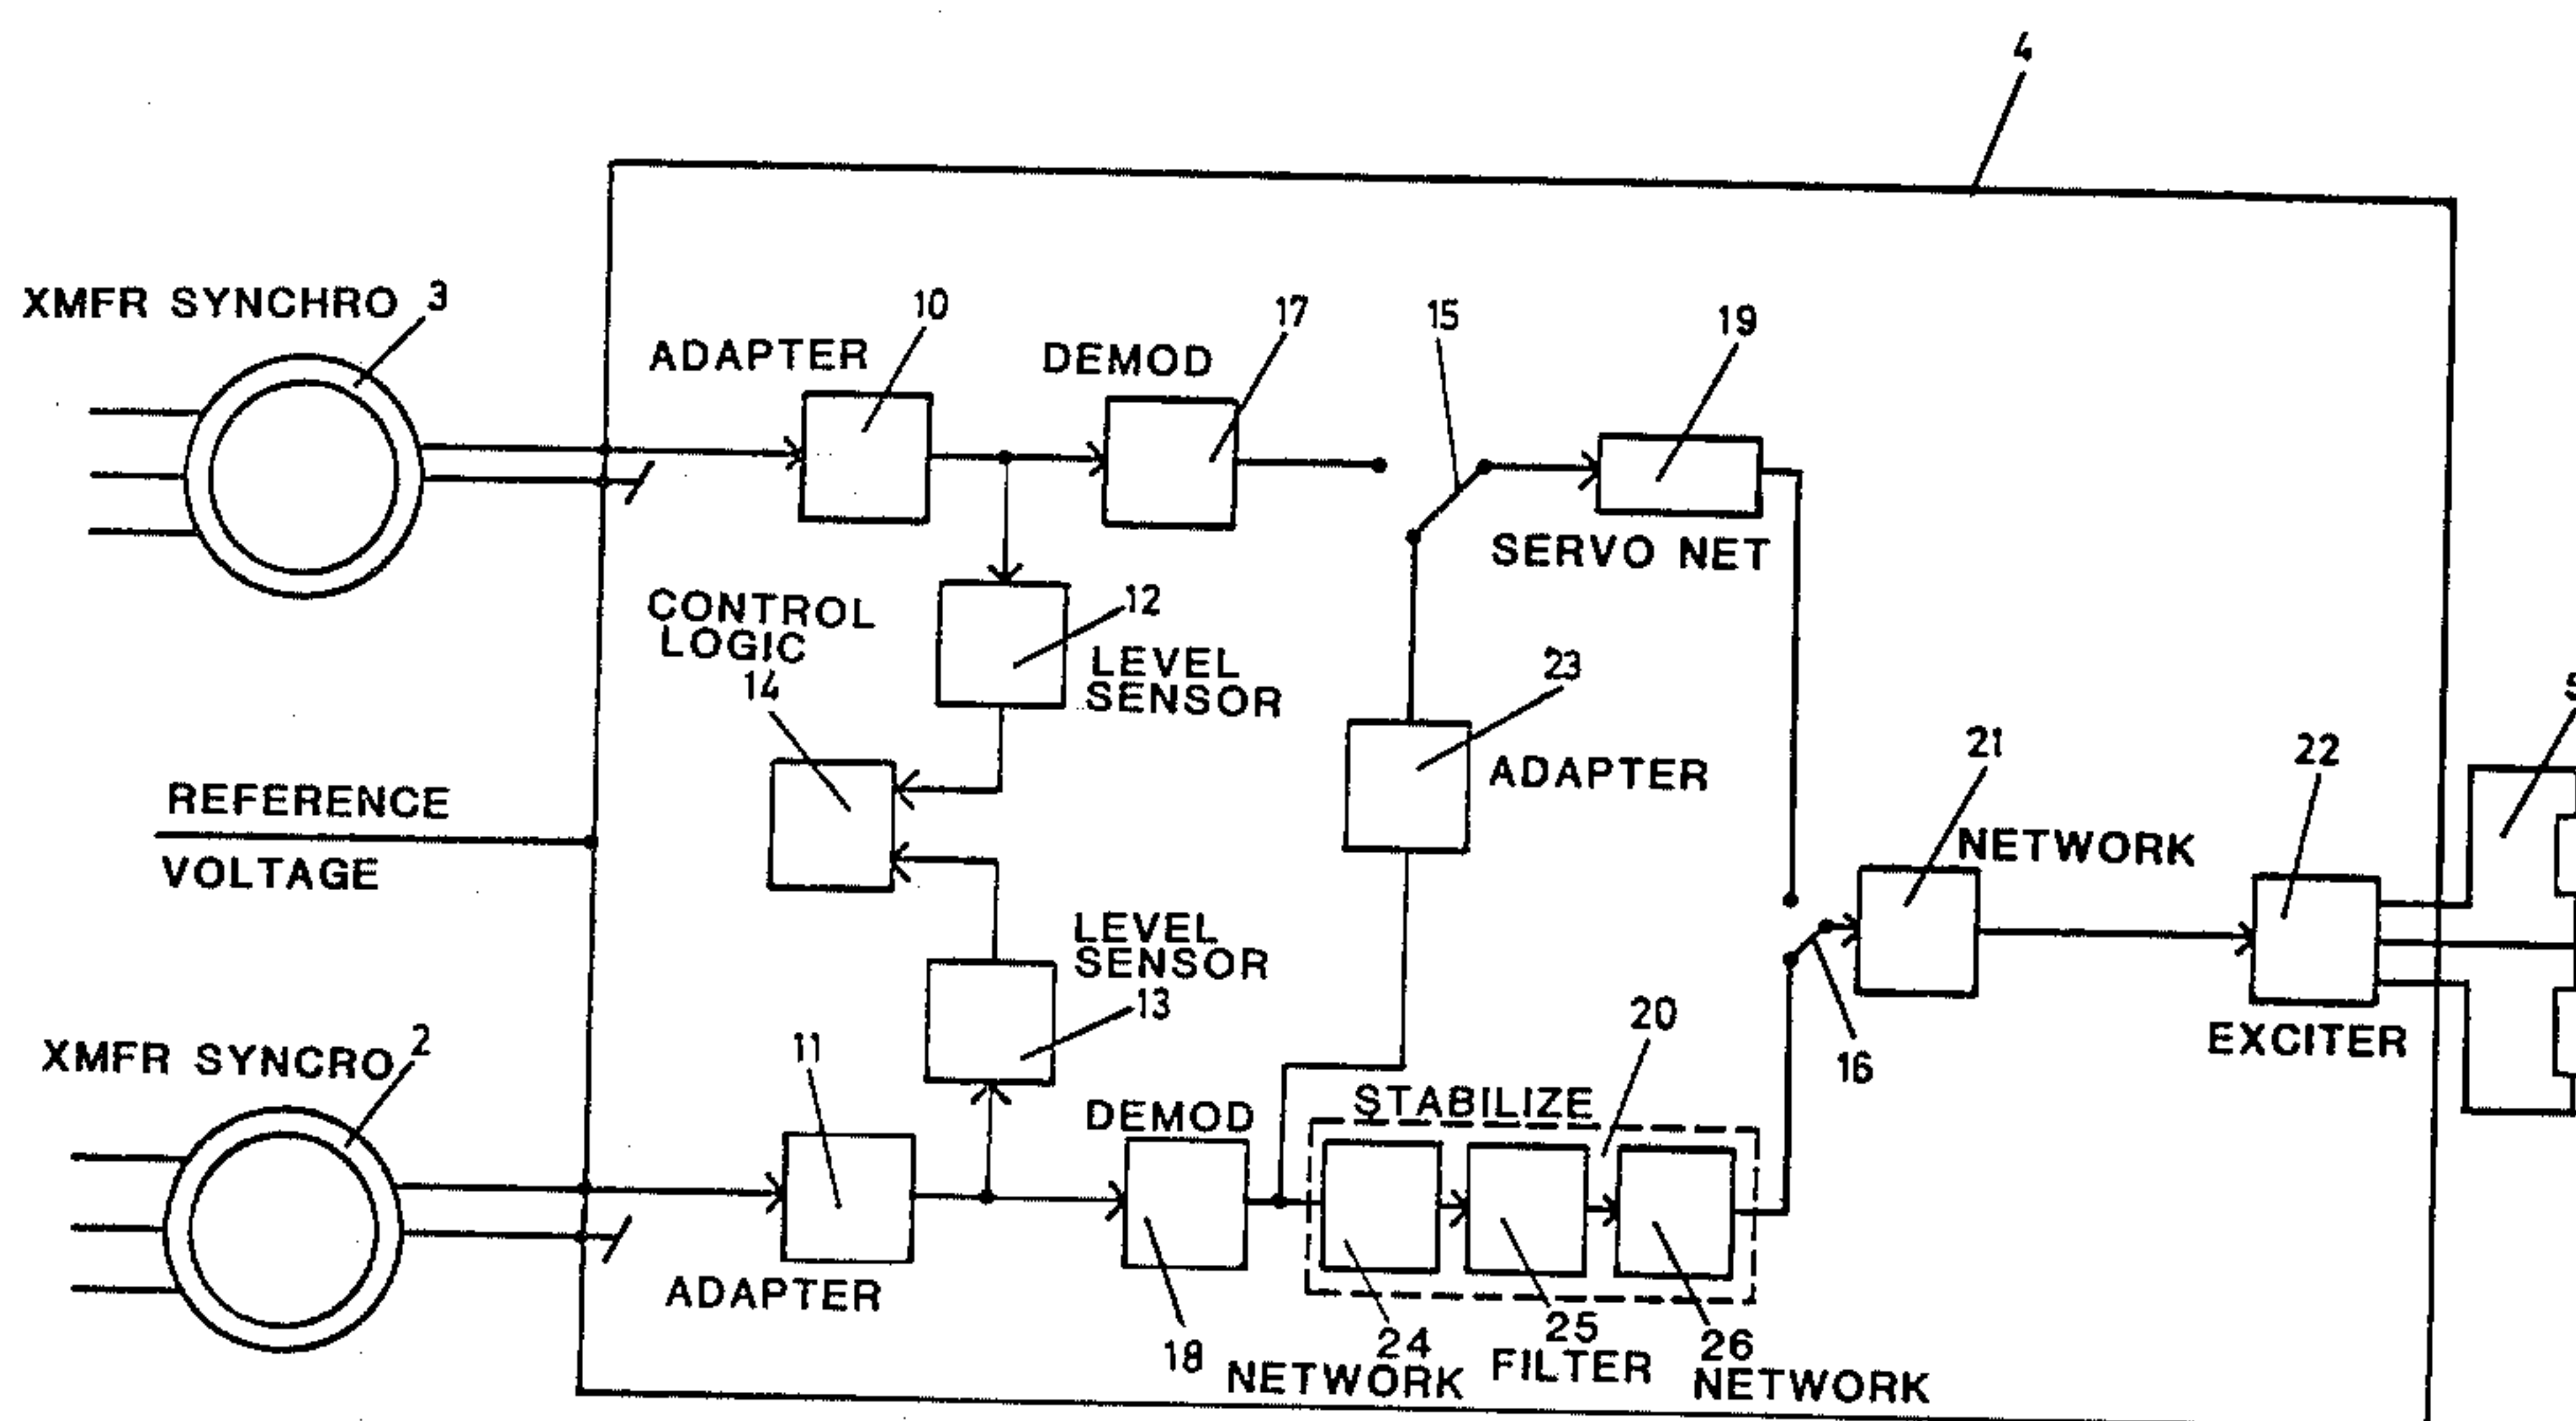 4
XMFR SYNCHRO 3
ADAPTER
10
DEMOD
17
15
19
SERVO NET
CONTROL
LOGIC
14
12
LEVEL
SENSOR
23
ADAPTER
REFERENCE
VOLTAGE
21
NETWORK
22
5
EXCITER
LEVEL
SENSOR
13
16
XMFR SYNCRO 2
11
ADAPTER
DEMOD
18
STABILIZE
20
24
NETWORK
25
FILTER
26
NETWORK